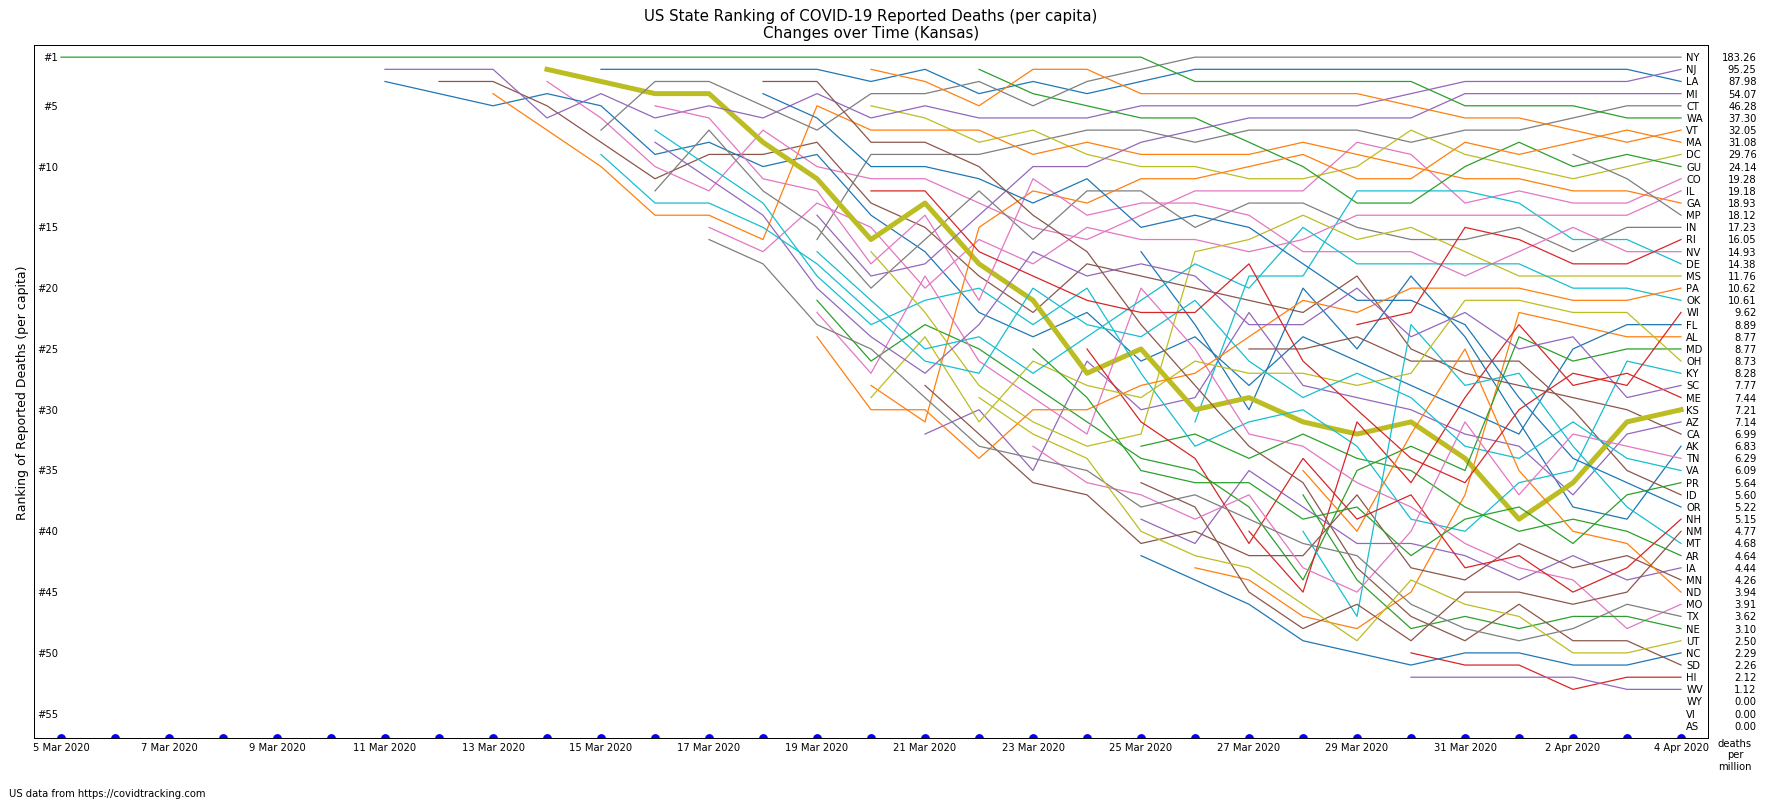 US State Ranking of COVID-19 Reported Deaths (per capita)
Changes over Time (Kansas)
Ranking of Reported Deaths (per capita)
#1
#5
#10
#15
#20
#25
#30
#35
#40
#45
#50
#55
NY 183.26
NJ 95.25
LA 87.98
MI 54.07
CT 46.28
WA 37.30
VT 32.05
MA 31.08
DC 29.76
GU 24.14
CO 19.28
IL 19.18
GA 18.93
MP 18.12
IN 17.23
RI 16.05
NV 14.93
DE 14.38
MS 11.76
PA 10.62
OK 10.61
WI 9.62
FL 8.89
AL 8.77
MD 8.77
OH 8.73
KY 8.28
SC 7.77
ME 7.44
KS 7.21
AZ 7.14
CA 6.99
AK 6.83
TN 6.29
VA 6.09
PR 5.64
ID 5.60
OR 5.22
NH 5.15
NM 4.77
MT 4.68
AR 4.64
IA 4.44
MN 4.26
ND 3.94
MO 3.91
TX 3.62
NE 3.10
UT 2.50
NC 2.29
SD 2.26
HI 2.12
WV 1.12
WY 0.00
VI 0.00
AS 0.00
5 Mar 2020 7 Mar 2020 9 Mar 2020 11 Mar 2020 13 Mar 2020 15 Mar 2020 17 Mar 2020 19 Mar 2020 21 Mar 2020 23 Mar 2020 25 Mar 2020 27 Mar 2020 29 Mar 2020 31 Mar 2020 2 Apr 2020 4 Apr 2020
deaths
per
million
US data from https://covidtracking.com